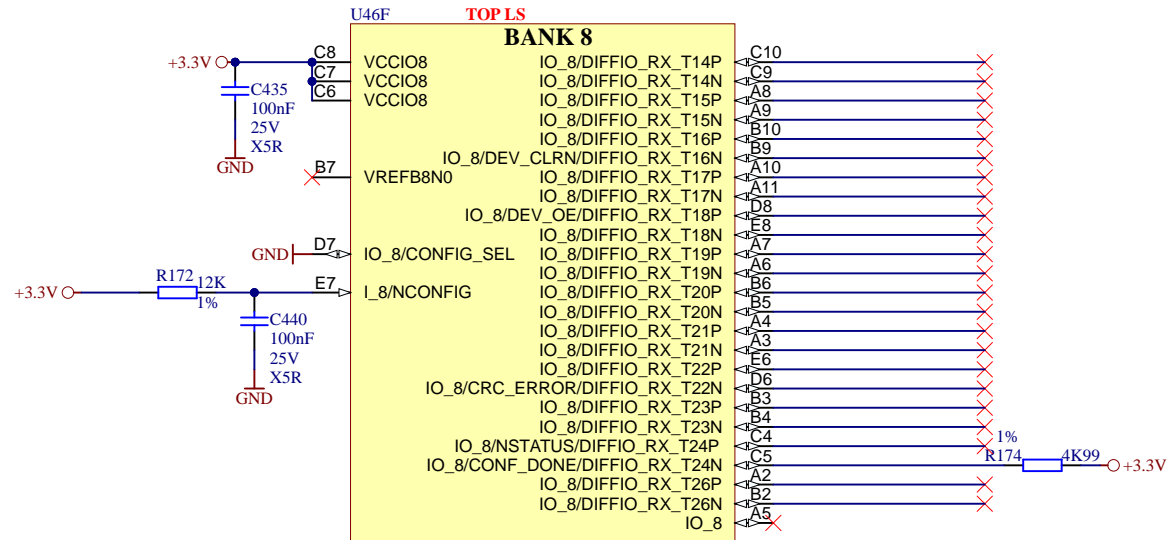 U46F TOP LS
BANK 8
C8 VCCIO8 IO_8/DIFFIO_RX_T14P C10
+3.3V
C7 VCCIO8 IO_8/DIFFIO_RX_T14N C9
C435
C6 VCCIO8 IO_8/DIFFIO_RX_T15P A8
100nF
IO_8/DIFFIO_RX_T15N A9
25V
IO_8/DIFFIO_RX_T16P B10
X5R
IO_8/DEV_CLRN/DIFFIO_RX_T16N B9
GND
B7 VREFB8N0 IO_8/DIFFIO_RX_T17P A10
IO_8/DIFFIO_RX_T17N A11
IO_8/DEV_OE/DIFFIO_RX_T18P D8
IO_8/DIFFIO_RX_T18N E8
GND D7 IO_8/CONFIG_SEL IO_8/DIFFIO_RX_T19P A7
IO_8/DIFFIO_RX_T19N A6
R172 12K
+3.3V 1% E7 I_8/NCONFIG IO_8/DIFFIO_RX_T20P B6
IO_8/DIFFIO_RX_T20N B5
C440
IO_8/DIFFIO_RX_T21P A4
100nF
IO_8/DIFFIO_RX_T21N A3
25V
IO_8/DIFFIO_RX_T22P E6
X5R
IO_8/CRC_ERROR/DIFFIO_RX_T22N D6
GND
IO_8/DIFFIO_RX_T23P B3
IO_8/DIFFIO_RX_T23N B4
1%
IO_8/NSTATUS/DIFFIO_RX_T24P C4
R174 4K99
IO_8/CONF_DONE/DIFFIO_RX_T24N C5 +3.3V
IO_8/DIFFIO_RX_T26P A2
IO_8/DIFFIO_RX_T26N B2
IO_8 A5